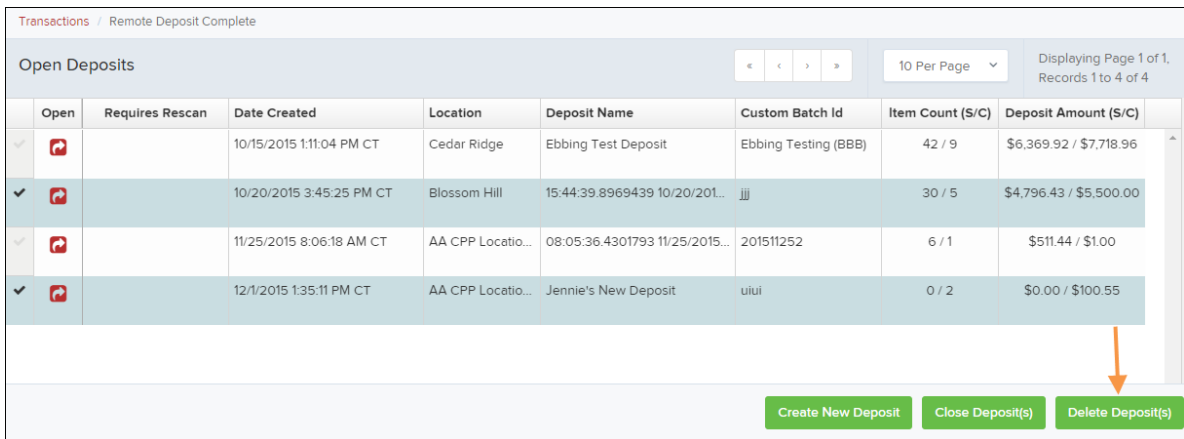 Transactions / Remote Deposit Complete
Open Deposits « ‹ › » 10 Per Page Displaying Page 1 of 1, Records 1 to 4 of 4
Open Requires Rescan Date Created Location Deposit Name Custom Batch Id Item Count (S/C) Deposit Amount (S/C)
10/15/2015 1:11:04 PM CT Cedar Ridge Ebbing Test Deposit Ebbing Testing (BBB) 42 / 9 $6,369.92 / $7,718.96
10/20/2015 3:45:25 PM CT Blossom Hill 15:44:39.8969439 10/20/201... jjj 30 / 5 $4,796.43 / $5,500.00
11/25/2015 8:06:18 AM CT AA CPP Locatio... 08:05:36.4301793 11/25/2015... 201511252 6 / 1 $511.44 / $1.00
12/1/2015 1:35:11 PM CT AA CPP Locatio... Jennie's New Deposit uiui 0 / 2 $0.00 / $100.55
Create New Deposit Close Deposit(s) Delete Deposit(s)